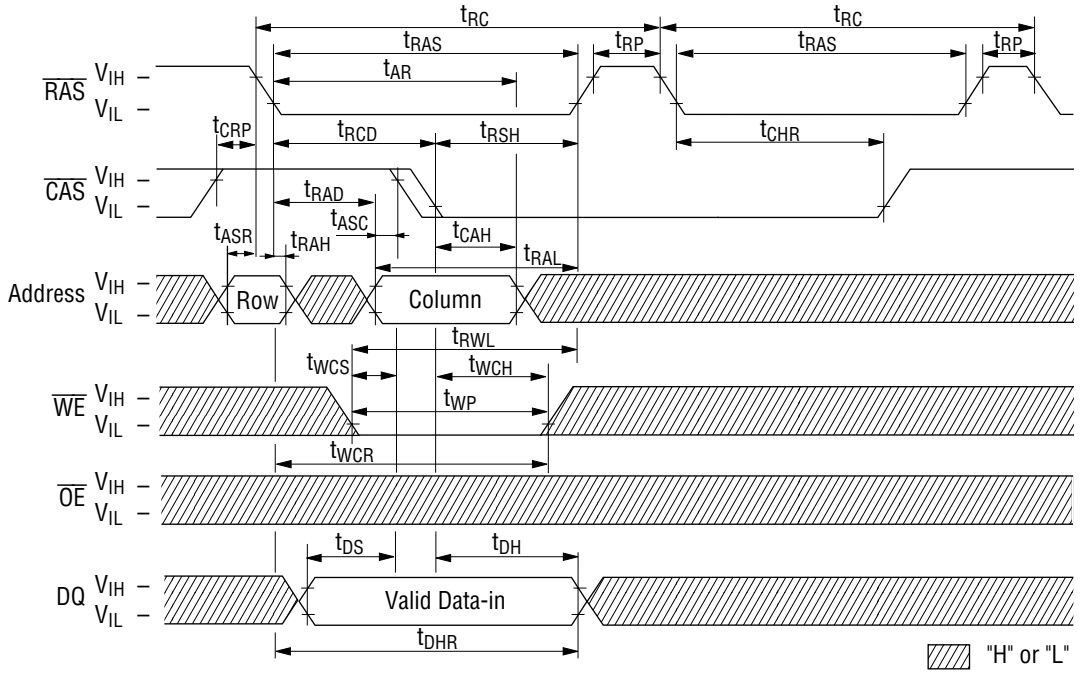 tRC tRC
tRAS tRP tRAS tRP
tAR
RAS VIH –
VIL –
tCRP tRCD tRSH tCHR
CAS VIH –
VIL –
tRAD
tASC
tASR tRAH tCAH
tRAL
Address VIH –
VIL –
Row Column
tRWL
tWCS tWCH
WE VIH –
VIL –
tWP
tWCR
OE VIH –
VIL –
tDS tDH
DQ VIH –
VIL –
Valid Data-in
tDHR
"H" or "L"